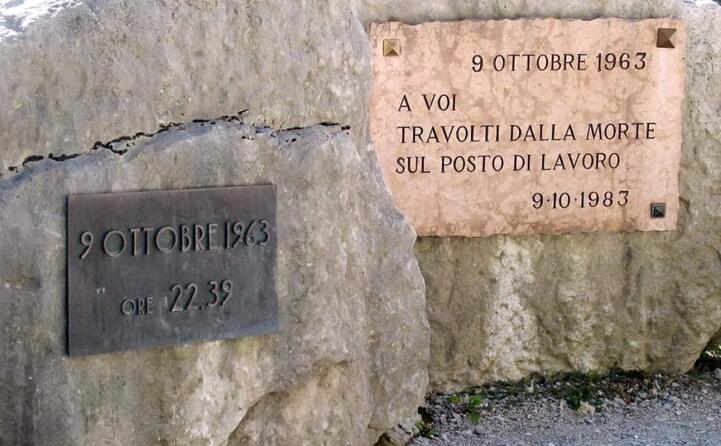 9 OTTOBRE 1963
ORE 22.39
9 OTTOBRE 1963
A VOI
TRAVOLTI DALLA MORTE
SUL POSTO DI LAVORO
9·10·1983